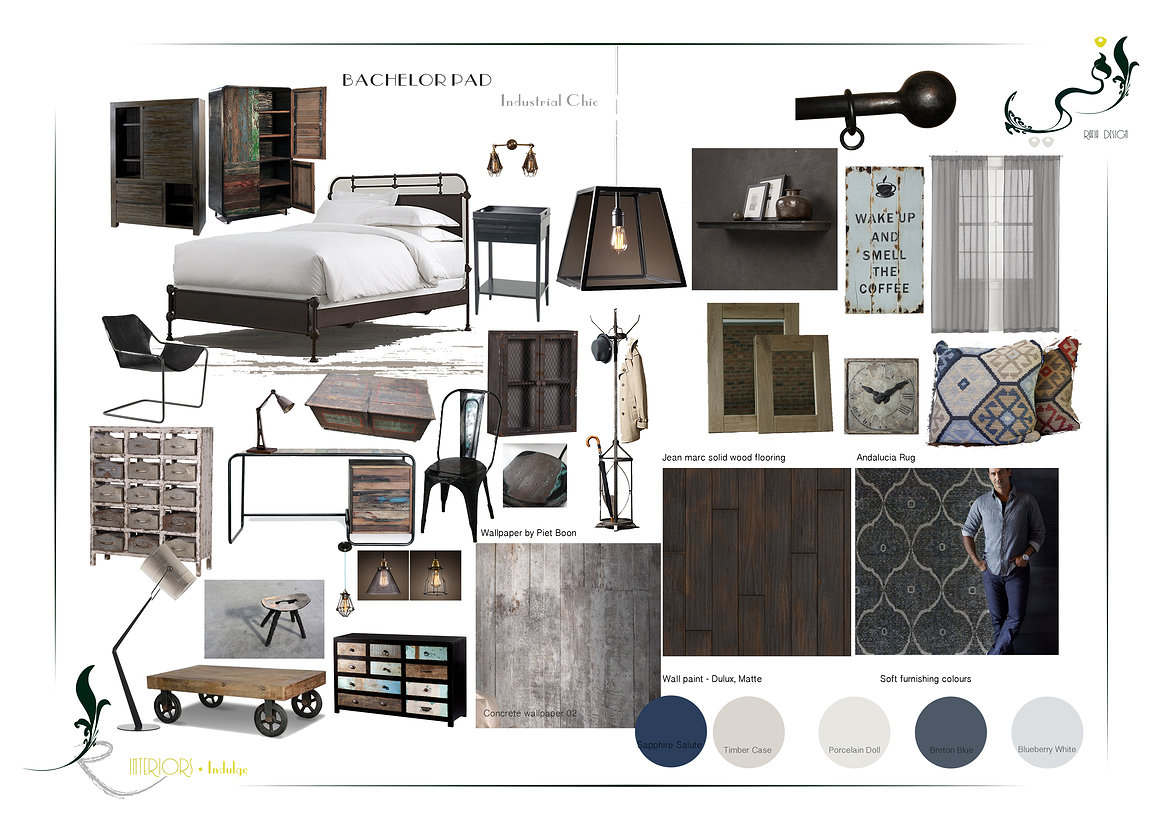 BACHELOR PAD
Industrial Chic
RAFIA DESIGN
WAKE UP
AND
SMELL
THE
COFFEE
Jean marc solid wood flooring
Andalucia Rug
Wallpaper by Piet Boon
Concrete wallpaper 02
Wall paint - Dulux, Matte
Soft furnishing colours
Sapphire Salute
Timber Case
Porcelain Doll
Breton Blue
Blueberry White
INTERIORS • Indulge